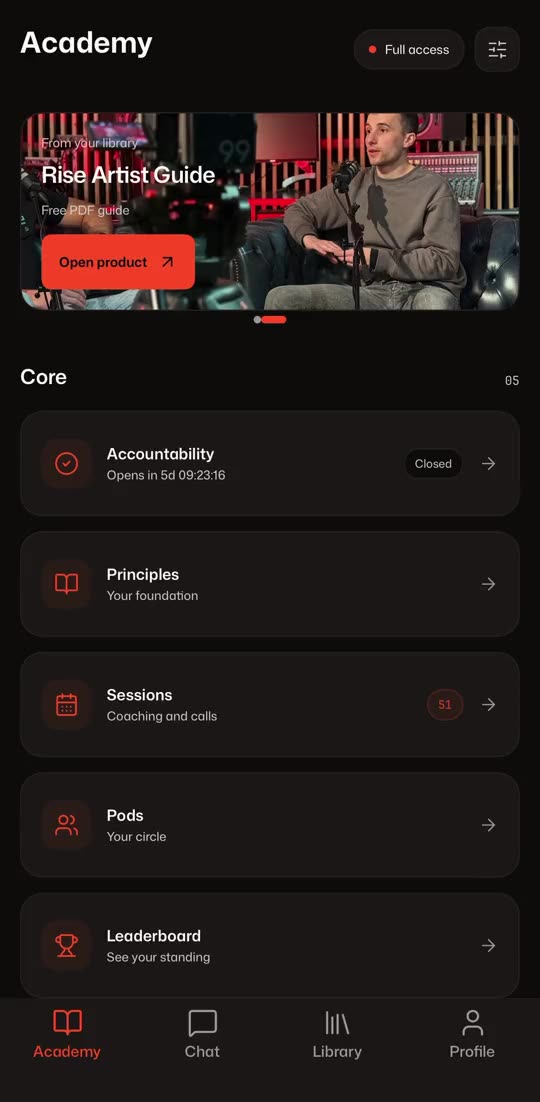 Academy
Full access
From your library
99
Rise Artist Guide
Free PDF guide
Open product
Core
05
Accountability
Opens in 5d 09:23:16
Closed
Principles
Your foundation
Sessions
Coaching and calls
51
Pods
Your circle
Leaderboard
See your standing
Academy
Chat
Library
Profile